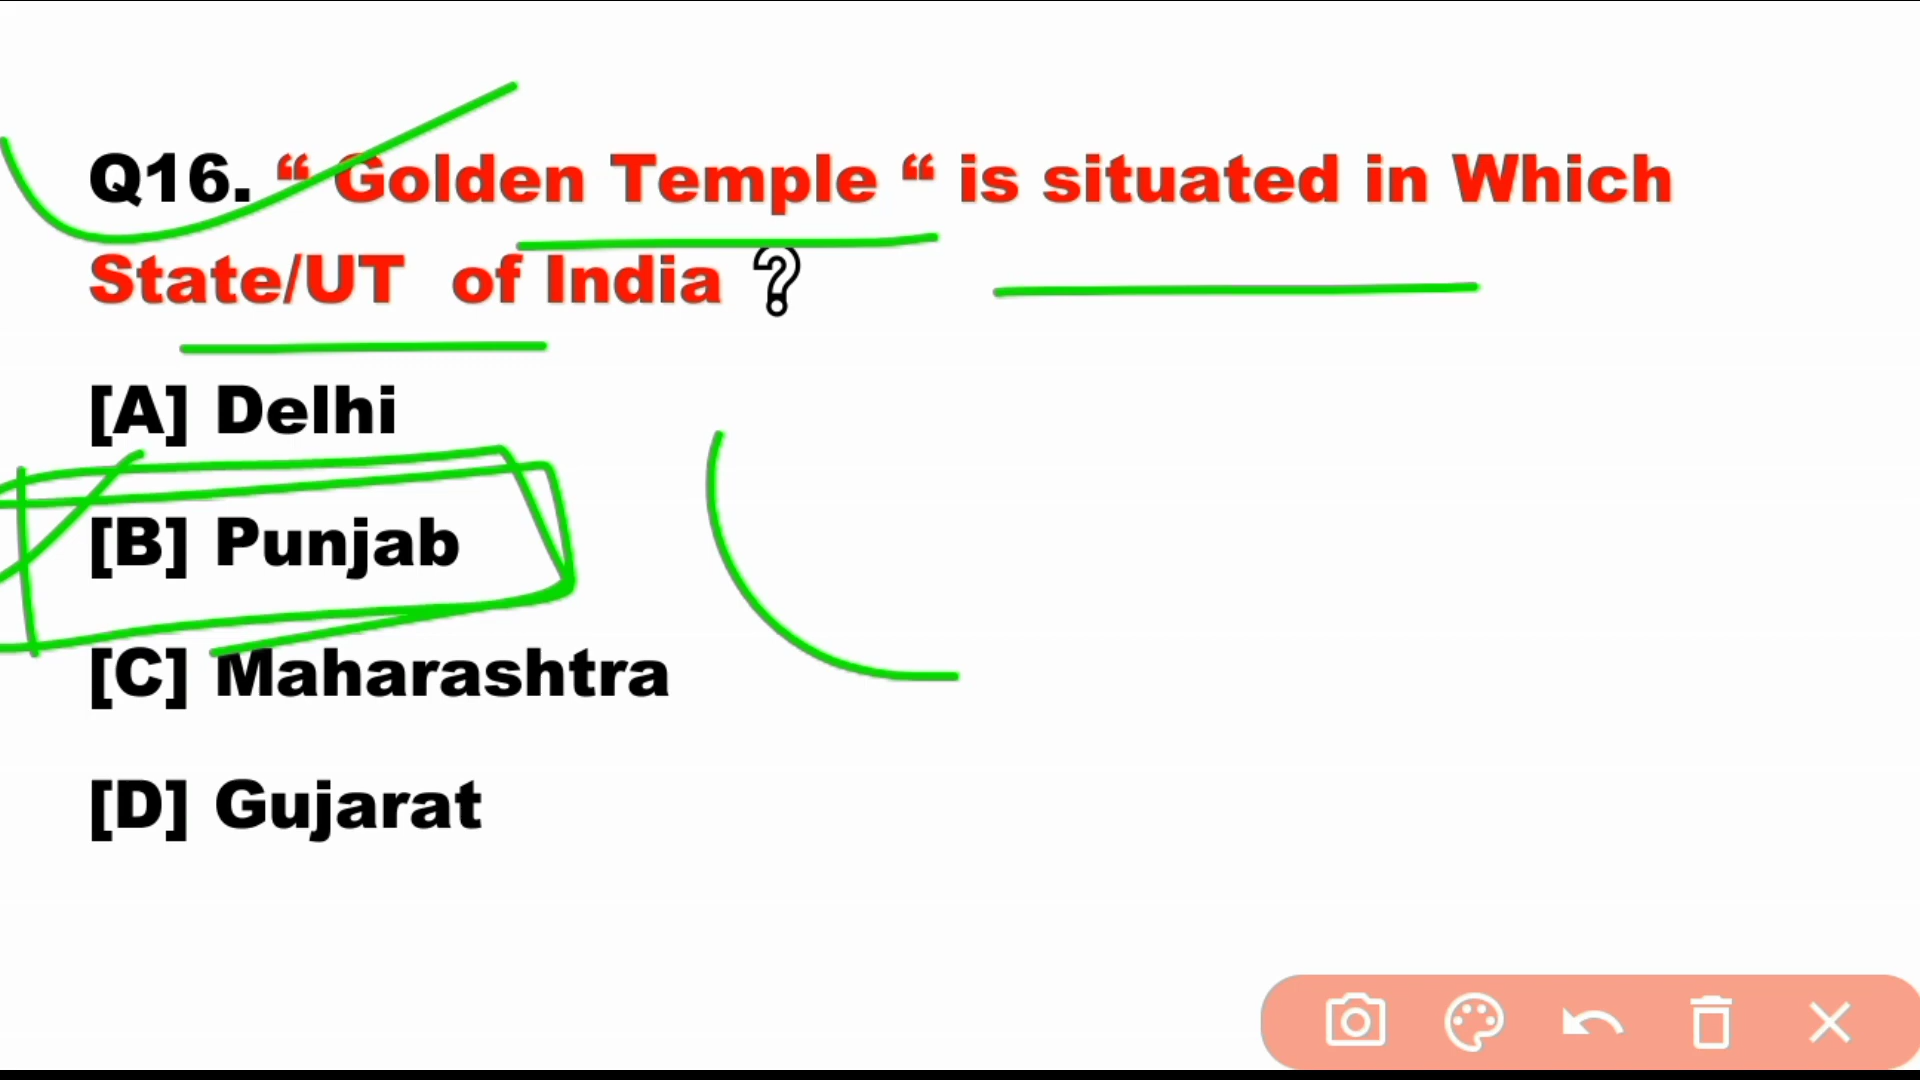 Q16. “ Golden Temple “ is situated in Which
State/UT of India ?
[A] Delhi
[B] Punjab
[C] Maharashtra
[D] Gujarat